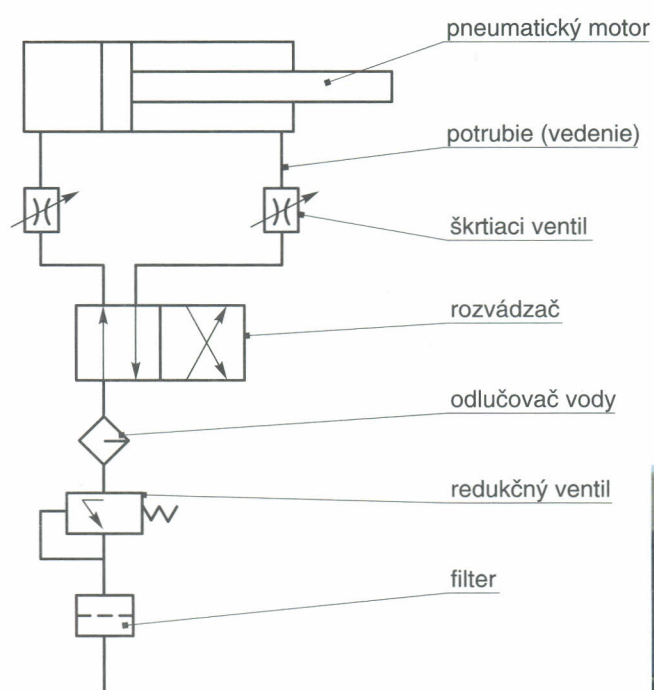 pneumatický motor
potrubie (vedenie)
škrtiaci ventil
rozvádzač
odlučovač vody
redukčný ventil
filter